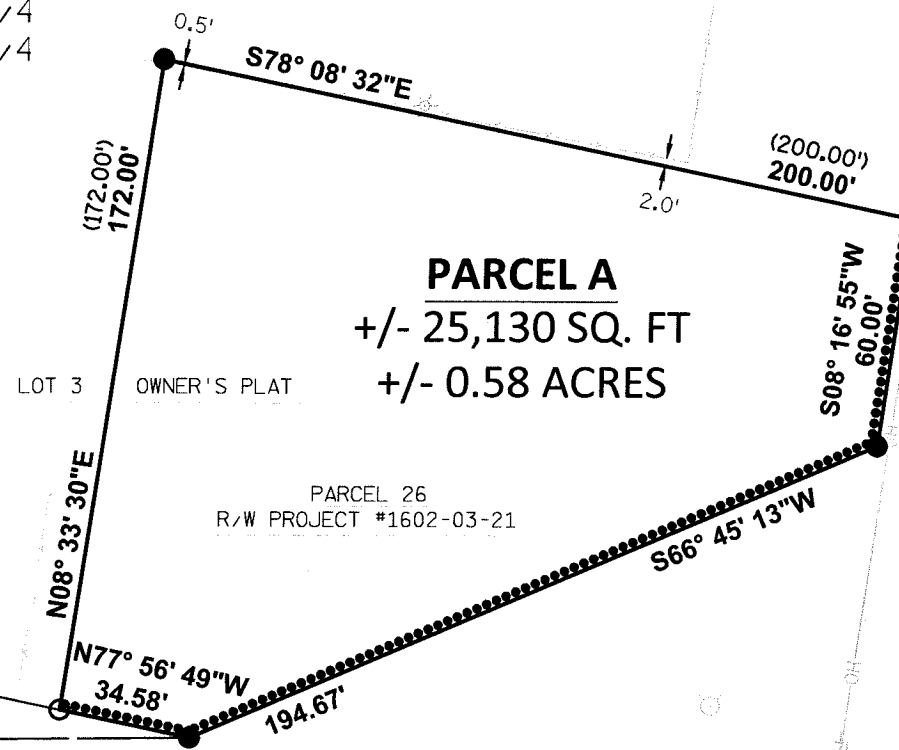 /4
/4
0.5'
S78° 08' 32"E
(200.00')
200.00'
2.0'
(172.00')
172.00'
PARCEL A
+/- 25,130 SQ. FT
+/- 0.58 ACRES
S08° 16' 55"W
60.00'
LOT 3 OWNER'S PLAT
N08° 33' 30"E
PARCEL 26
R/W PROJECT #1602-03-21
S66° 45' 13"W
194.67'
N77° 56' 49"W
34.58'